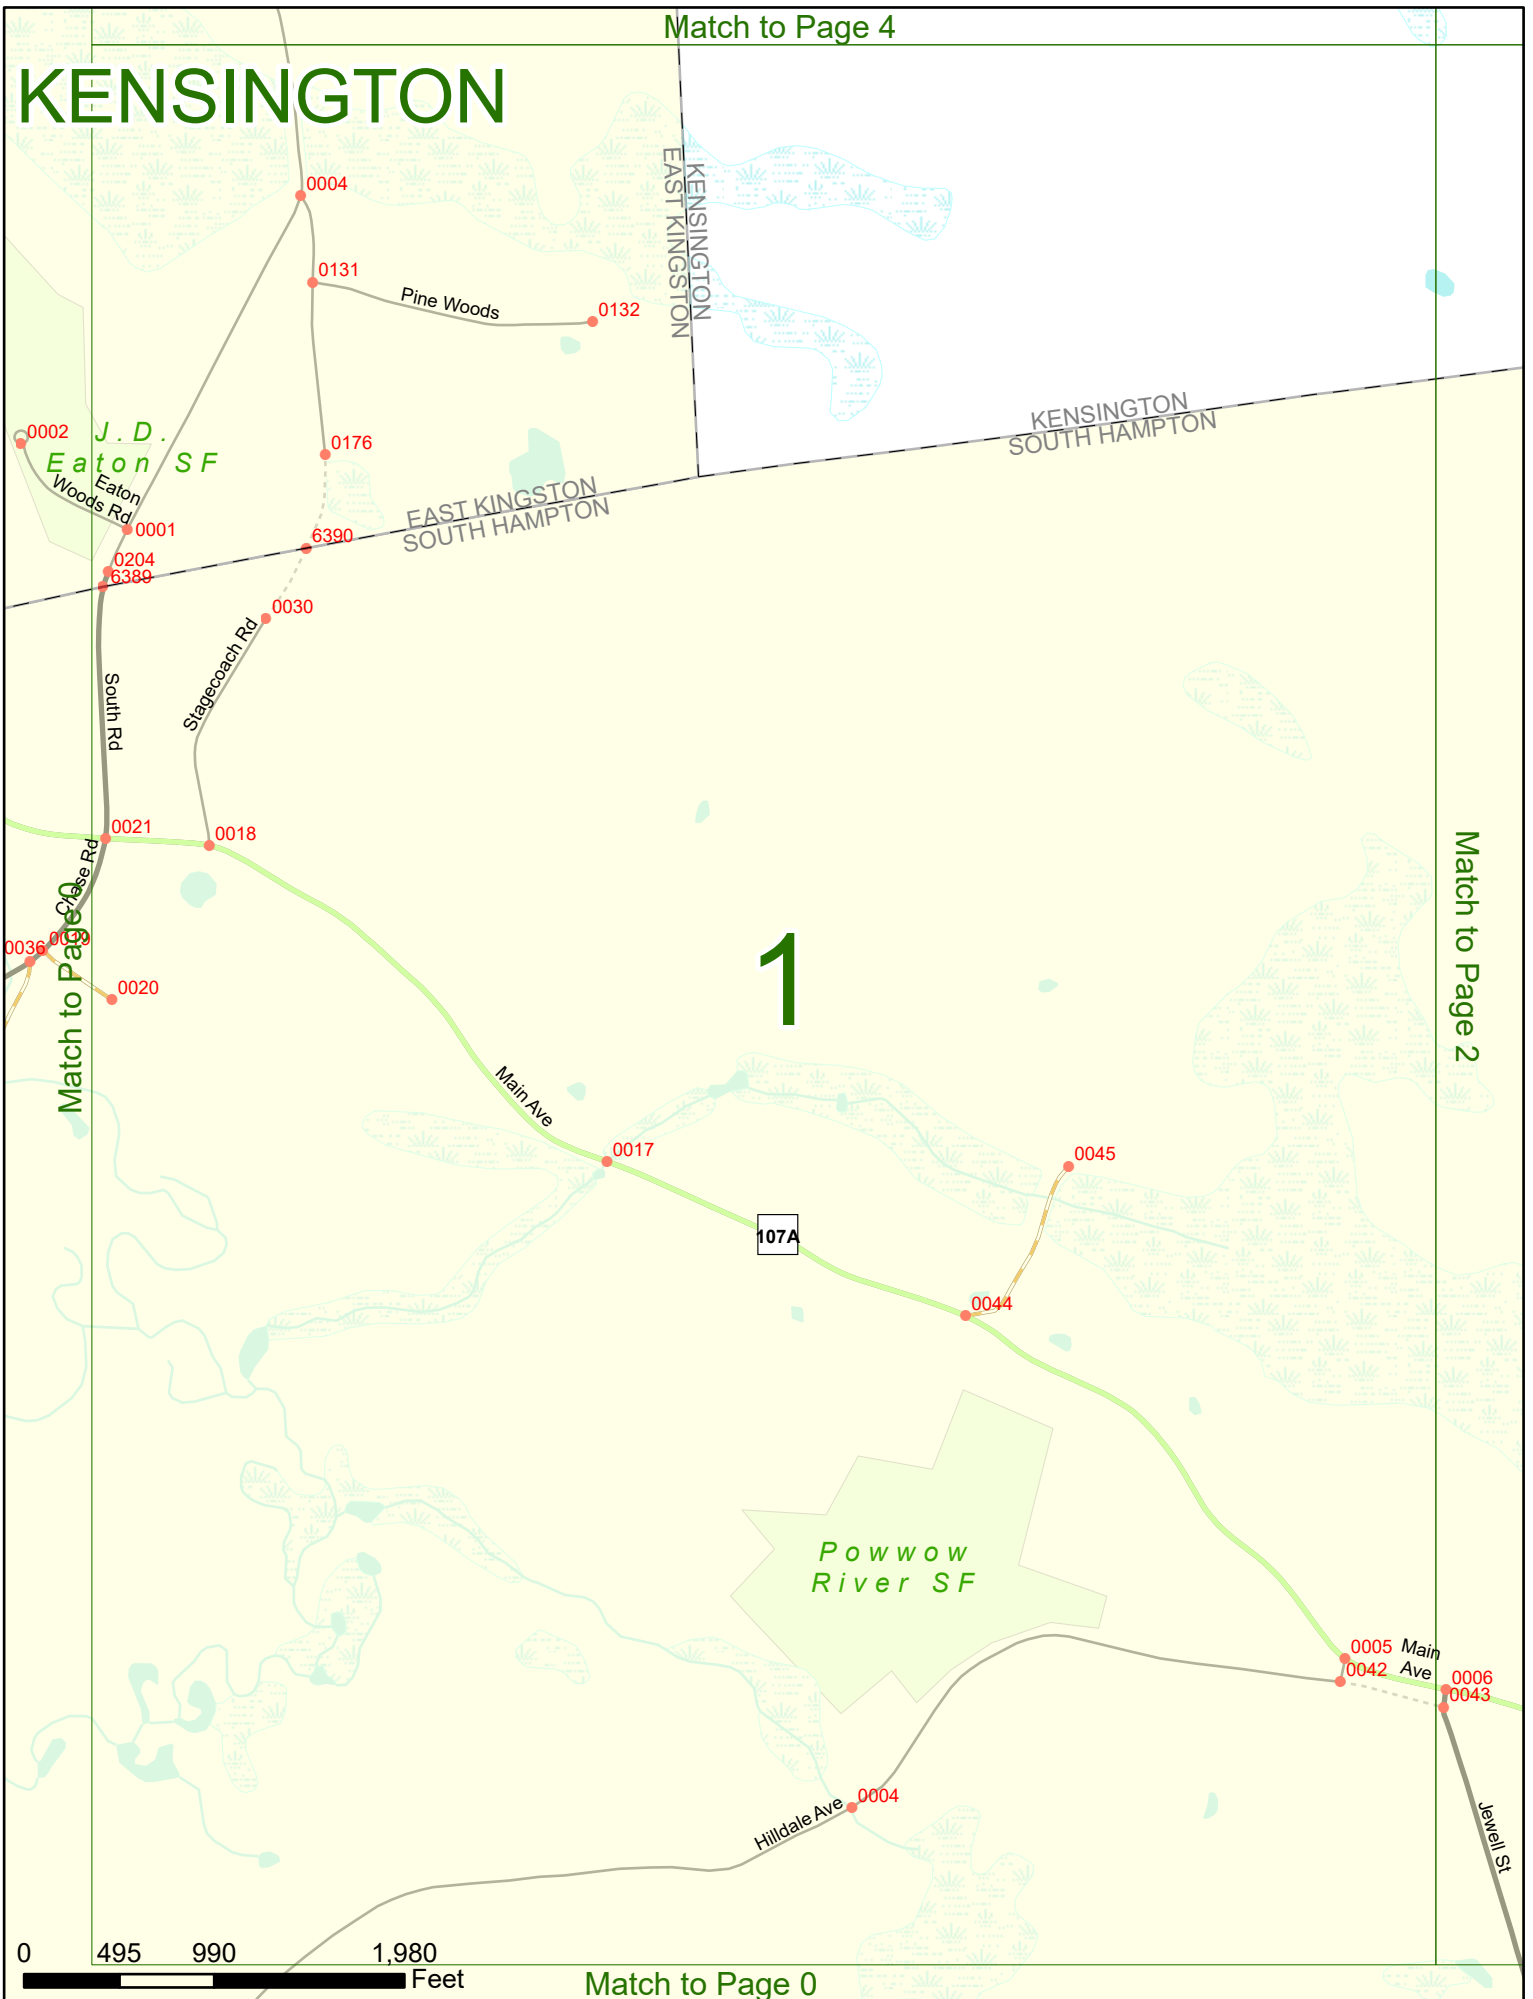 Match to Page 4
KENSINGTON
KENSINGTON
EAST KINGSTON
0004
0131
Pine Woods
0132
0002
J.D.
Eaton SF
0176
Eaton
Woods Rd
0001
KENSINGTON
SOUTH HAMPTON
EAST KINGSTON
SOUTH HAMPTON
6390
0204
6389
0030
Stagecoach Rd
South Rd
0021
0018
Chase Rd
Match to Page 0
Match to Page 2
0036
0019
0020
1
Main Ave
0017
0045
107A
0044
Powwow
River SF
0005
Main
Ave
0042
0006
0043
0004
Hilldale Ave
Jewell St
0 495 990 1,980
Feet
Match to Page 0